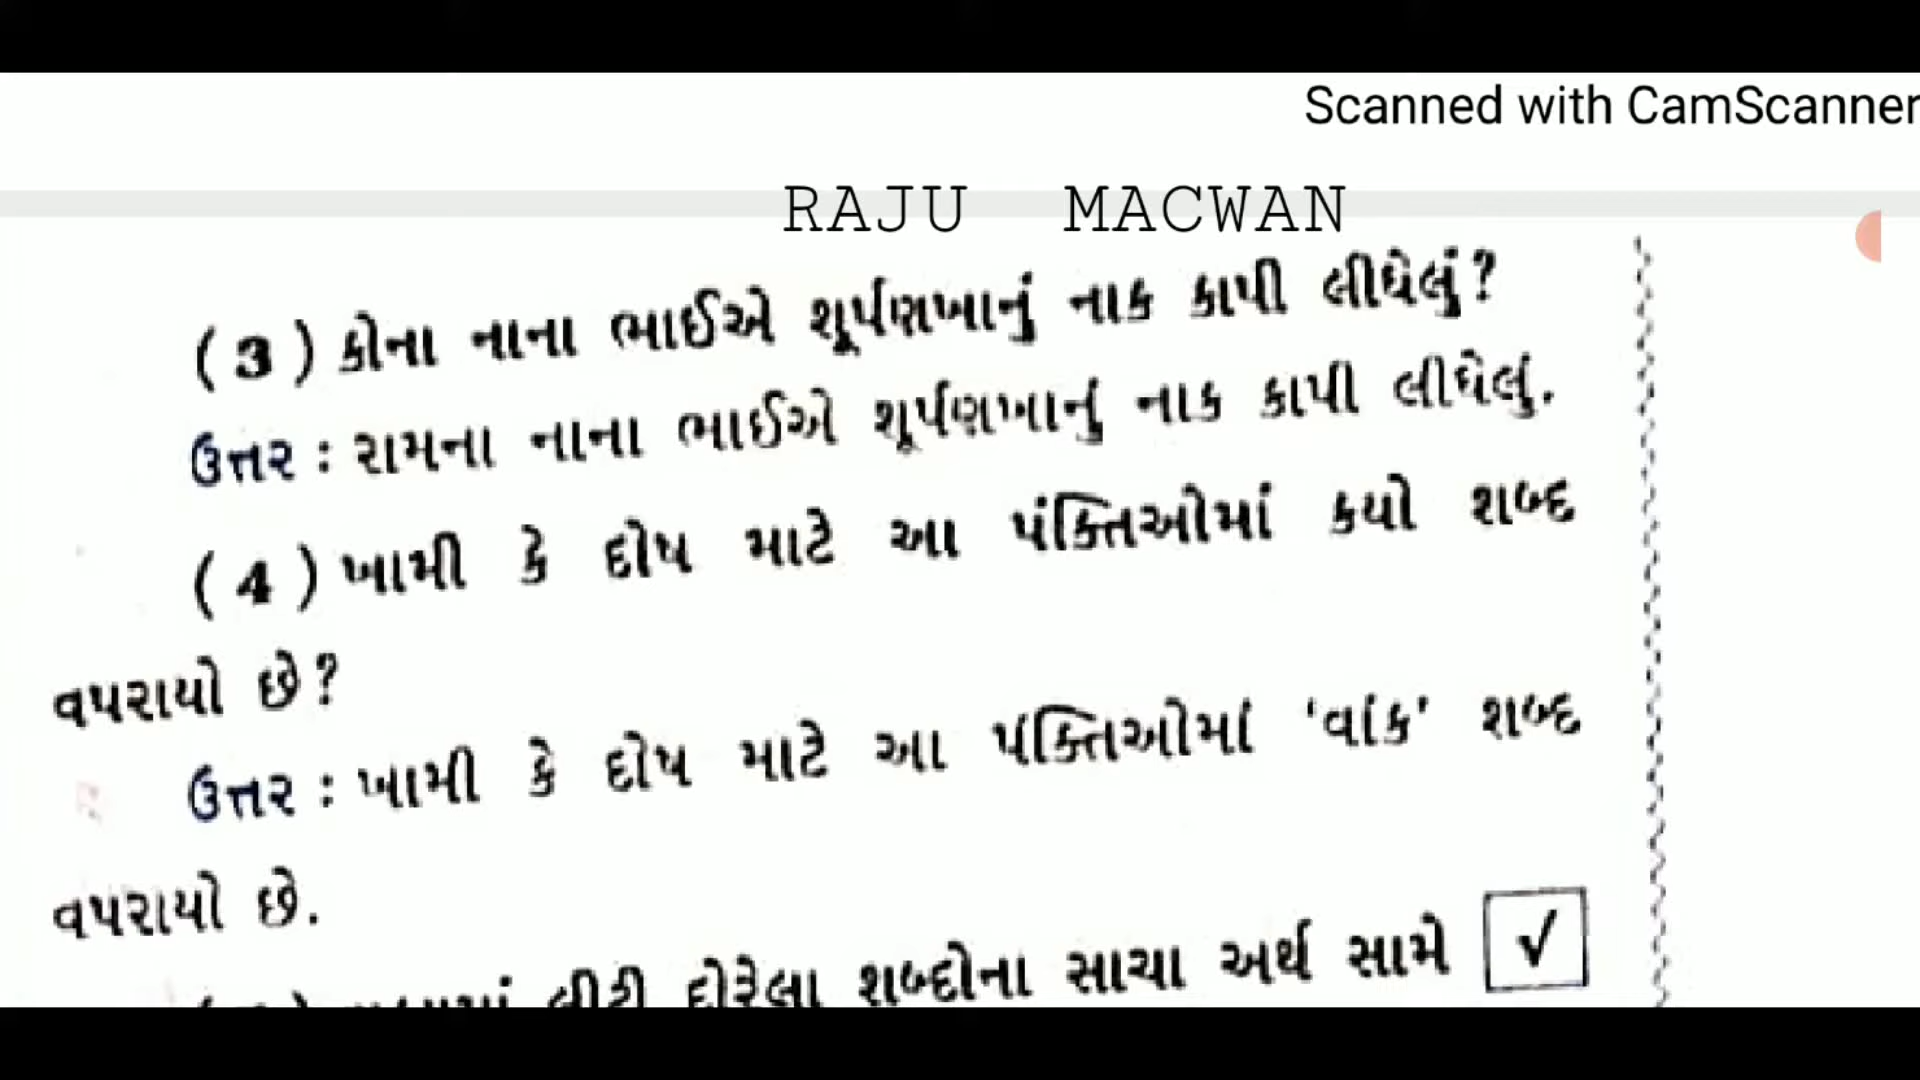 Scanned with CamScanner
RAJU MACWAN
(3) કોના નાના ભાઈએ શૂર્પણખાનું નાક કાપી લીધેલું?
ઉત્તર : રામના નાના ભાઈએ શૂર્પણખાનું નાક કાપી લીધેલું.
(4) ખામી કે દોષ માટે આ પંક્તિઓમાં કયો શબ્દ
વપરાયો છે?
ઉત્તર : ખામી કે દોષ માટે આ પંક્તિઓમાં ‘વાંક’ શબ્દ
વપરાયો છે.
લીટી દોરેલા શબ્દોના સાચા અર્થ સામે √